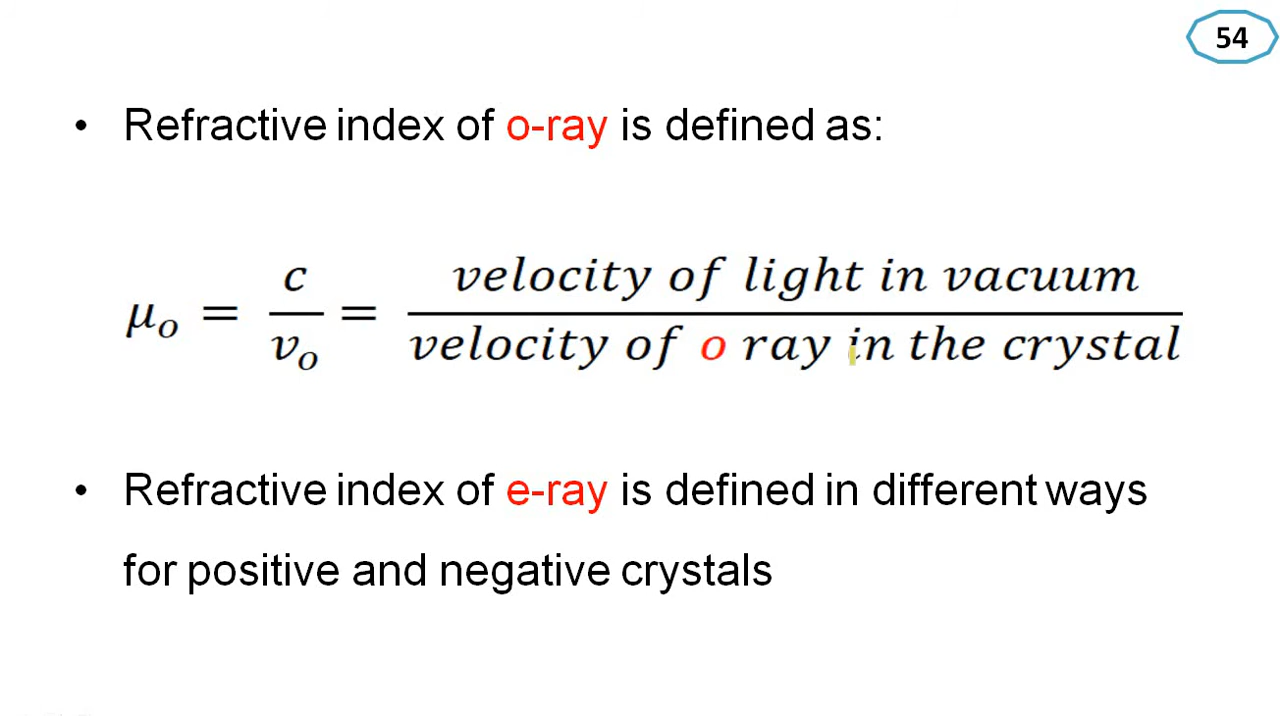 54
• Refractive index of o-ray is defined as:
μₒ = c/vₒ = velocity of light in vacuum / velocity of o ray in the crystal
• Refractive index of e-ray is defined in different ways
for positive and negative crystals